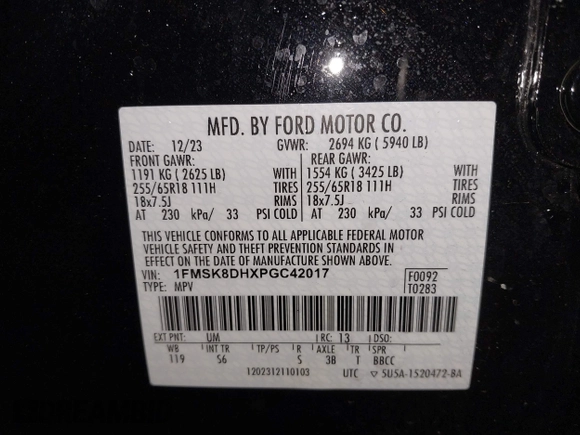 MFD. BY FORD MOTOR CO.
DATE: 12/23 GVWR: 2694 KG ( 5940 LB)
FRONT GAWR: REAR GAWR:
1191 KG ( 2625 LB) WITH 1554 KG ( 3425 LB) WITH
255/65R18 111H TIRES 255/65R18 111H TIRES
18x7.5J RIMS 18x7.5J RIMS
AT 230 kPa/ 33 PSI COLD AT 230 kPa/ 33 PSI COLD
THIS VEHICLE CONFORMS TO ALL APPLICABLE FEDERAL MOTOR
VEHICLE SAFETY AND THEFT PREVENTION STANDARDS IN
EFFECT ON THE DATE OF MANUFACTURE SHOWN ABOVE.
VIN: 1FMSK8DHXPGC42017 F0092
TYPE: MPV T0283
EXT PNT: UM RC: 13 DSO:
WB INT TR TP/PS R AXLE TR SPR
119 S6 S 3B T BBCC
1202312110103 UTC ▽ 5U5A-1520472-8A